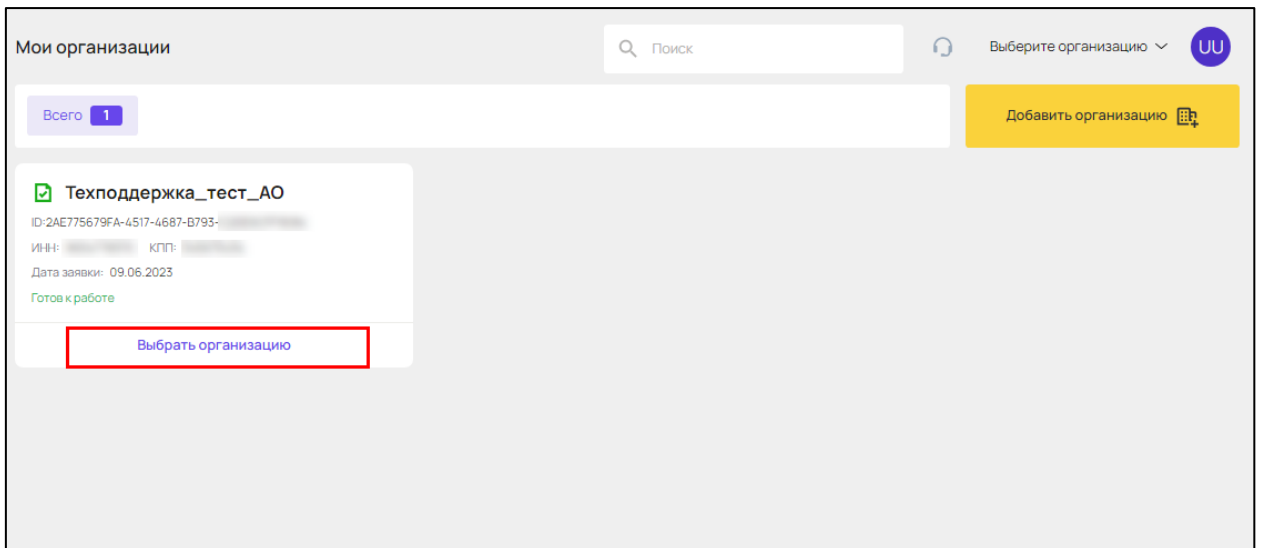 Мои организации
Поиск
Выберите организацию
UU
Всего 1
Добавить организацию
Техподдержка_тест_АО
ID:2AE775679FA-4517-4687-B793-
ИНН: КПП:
Дата заявки: 09.06.2023
Готов к работе
Выбрать организацию